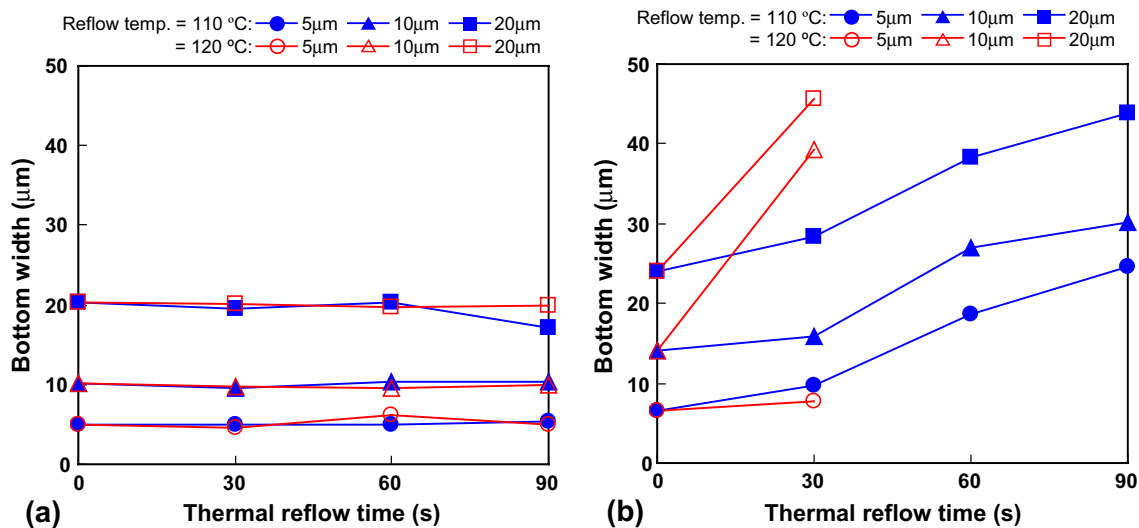 Reflow temp. = 110 ºC: 5μm 10μm 20μm
= 120 ºC: 5μm 10μm 20μm
50
40
30
20
10
0
Bottom width (μm)
0 30 60 90
Thermal reflow time (s)
(a)
Reflow temp. = 110 ºC: 5μm 10μm 20μm
= 120 ºC: 5μm 10μm 20μm
50
40
30
20
10
0
Bottom width (μm)
0 30 60 90
Thermal reflow time (s)
(b)